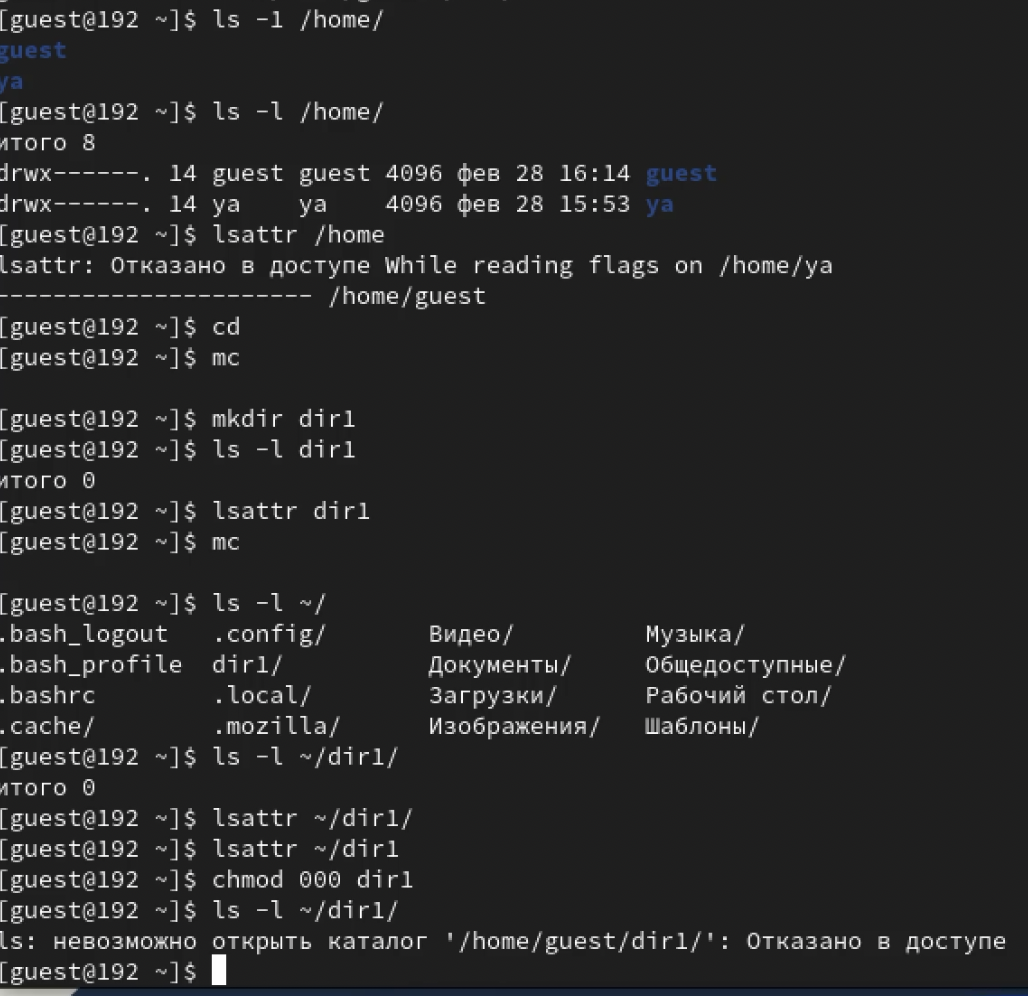 [guest@192 ~]$ ls -1 /home/
guest
ya
[guest@192 ~]$ ls -l /home/
итого 8
drwx------. 14 guest guest 4096 фев 28 16:14 guest
drwx------. 14 ya    ya    4096 фев 28 15:53 ya
[guest@192 ~]$ lsattr /home
lsattr: Отказано в доступе While reading flags on /home/ya
---------------------- /home/guest
[guest@192 ~]$ cd
[guest@192 ~]$ mc
[guest@192 ~]$ mkdir dir1
[guest@192 ~]$ ls -l dir1
итого 0
[guest@192 ~]$ lsattr dir1
[guest@192 ~]$ mc
[guest@192 ~]$ ls -l ~/
.bash_logout   .config/       Видео/         Музыка/
.bash_profile  dir1/          Документы/     Общедоступные/
.bashrc        .local/        Загрузки/      Рабочий стол/
.cache/        .mozilla/      Изображения/   Шаблоны/
[guest@192 ~]$ ls -l ~/dir1/
итого 0
[guest@192 ~]$ lsattr ~/dir1/
[guest@192 ~]$ lsattr ~/dir1
[guest@192 ~]$ chmod 000 dir1
[guest@192 ~]$ ls -l ~/dir1/
ls: невозможно открыть каталог '/home/guest/dir1/': Отказано в доступе
[guest@192 ~]$